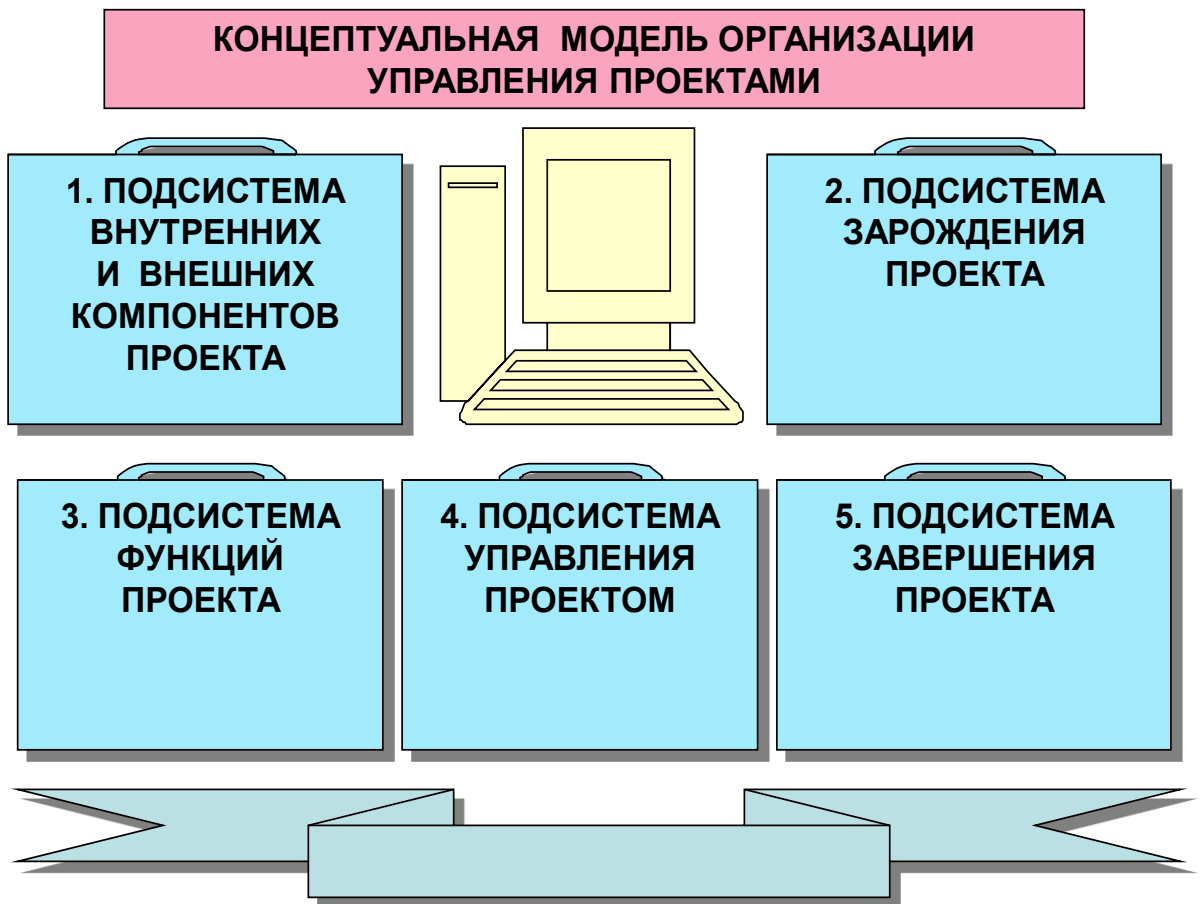 КОНЦЕПТУАЛЬНАЯ МОДЕЛЬ ОРГАНИЗАЦИИ
УПРАВЛЕНИЯ ПРОЕКТАМИ
1. ПОДСИСТЕМА
ВНУТРЕННИХ
И ВНЕШНИХ
КОМПОНЕНТОВ
ПРОЕКТА
2. ПОДСИСТЕМА
ЗАРОЖДЕНИЯ
ПРОЕКТА
3. ПОДСИСТЕМА
ФУНКЦИЙ
ПРОЕКТА
4. ПОДСИСТЕМА
УПРАВЛЕНИЯ
ПРОЕКТОМ
5. ПОДСИСТЕМА
ЗАВЕРШЕНИЯ
ПРОЕКТА